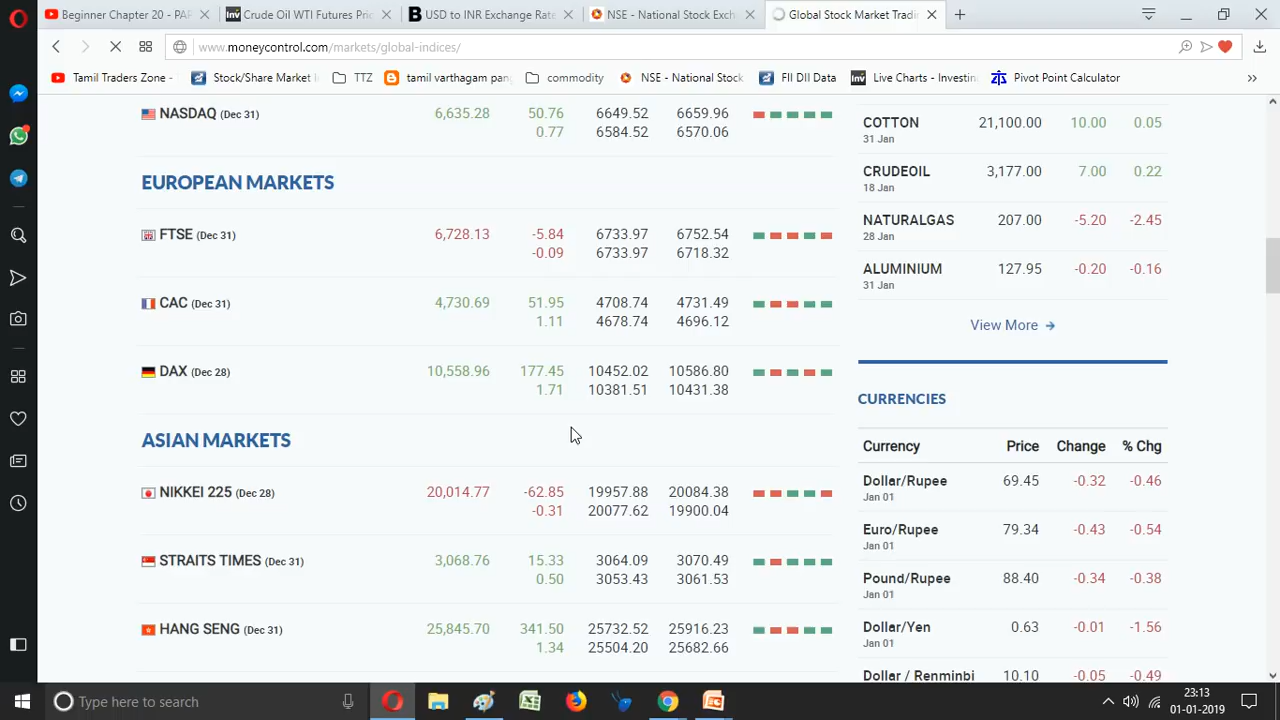 Beginner Chapter 20 - PAR
Crude Oil WTI Futures Pric
USD to INR Exchange Rate
NSE - National Stock Exch
Global Stock Market Tradi
www.moneycontrol.com/markets/global-indices/
Tamil Traders Zone -
Stock/Share Market
TTZ
tamil varthagam pan
commodity
NSE - National Stock
FII DII Data
Live Charts - Investin
Pivot Point Calculator
NASDAQ (Dec 31) 6,635.28 50.76 6649.52 6659.96
0.77 6584.52 6570.06
EUROPEAN MARKETS
FTSE (Dec 31) 6,728.13 -5.84 6733.97 6752.54
-0.09 6733.97 6718.32
CAC (Dec 31) 4,730.69 51.95 4708.74 4731.49
1.11 4678.74 4696.12
DAX (Dec 28) 10,558.96 177.45 10452.02 10586.80
1.71 10381.51 10431.38
ASIAN MARKETS
NIKKEI 225 (Dec 28) 20,014.77 -62.85 19957.88 20084.38
-0.31 20077.62 19900.04
STRAITS TIMES (Dec 31) 3,068.76 15.33 3064.09 3070.49
0.50 3053.43 3061.53
HANG SENG (Dec 31) 25,845.70 341.50 25732.52 25916.23
1.34 25504.20 25682.66
COTTON 21,100.00 10.00 0.05
31 Jan
CRUDEOIL 3,177.00 7.00 0.22
18 Jan
NATURALGAS 207.00 -5.20 -2.45
28 Jan
ALUMINIUM 127.95 -0.20 -0.16
31 Jan
View More
CURRENCIES
Currency Price Change % Chg
Dollar/Rupee 69.45 -0.32 -0.46
Jan 01
Euro/Rupee 79.34 -0.43 -0.54
Jan 01
Pound/Rupee 88.40 -0.34 -0.38
Jan 01
Dollar/Yen 0.63 -0.01 -1.56
Jan 01
Dollar / Renminbi 10.10 -0.05 -0.49
Type here to search
23:13
01-01-2019